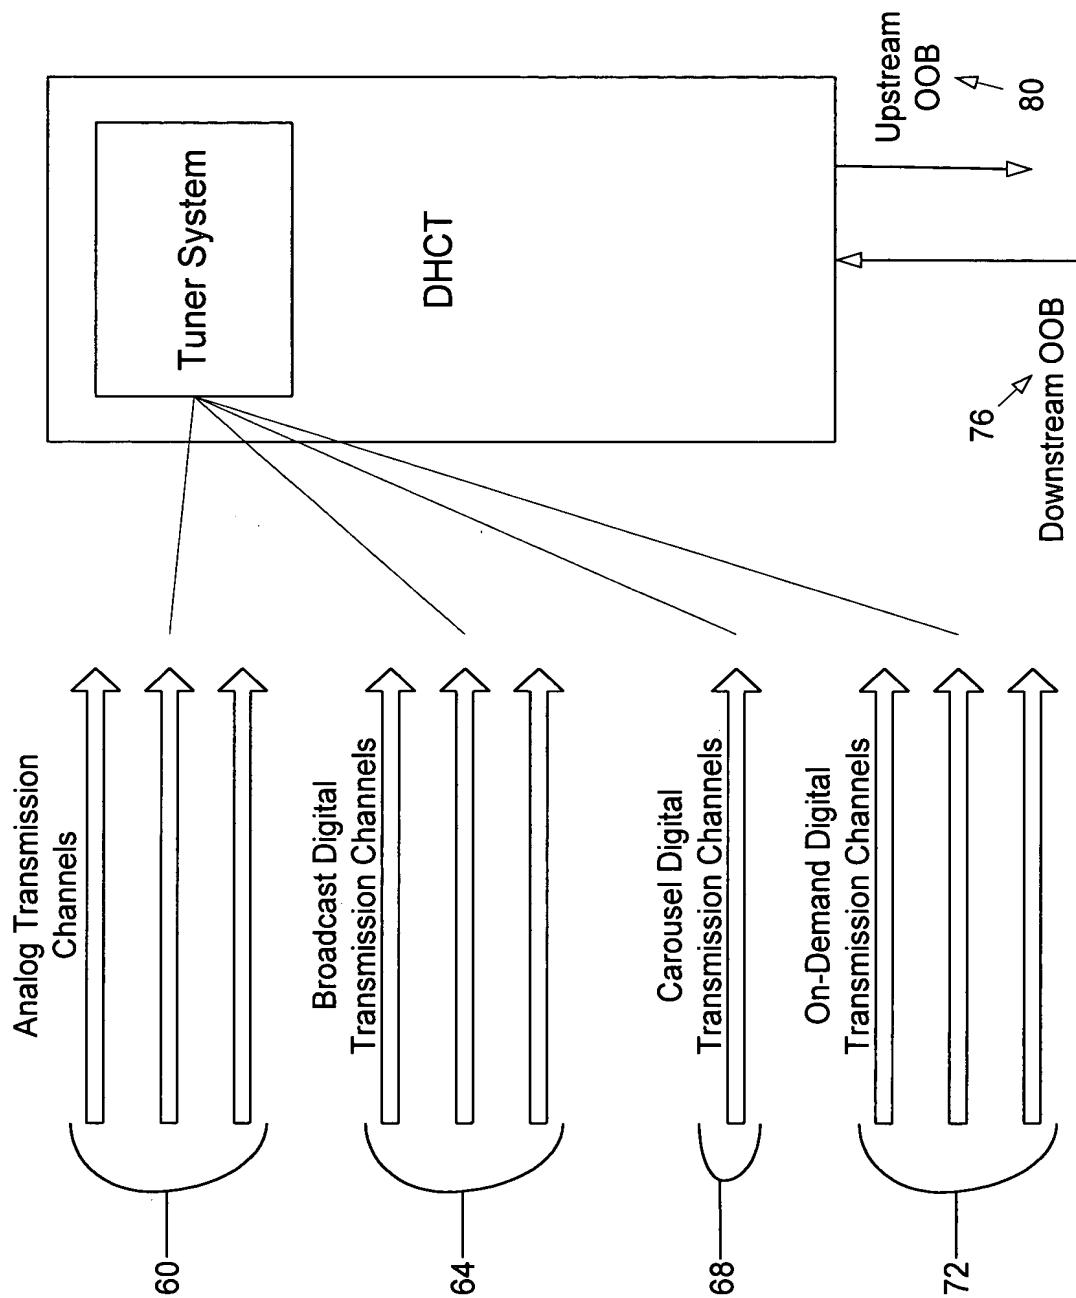 Analog Transmission
Channels
60
Broadcast Digital
Transmission Channels
64
Carousel Digital
Transmission Channels
68
On-Demand Digital
Transmission Channels
72
Tuner System
DHCT
76
Downstream OOB
Upstream
OOB
80